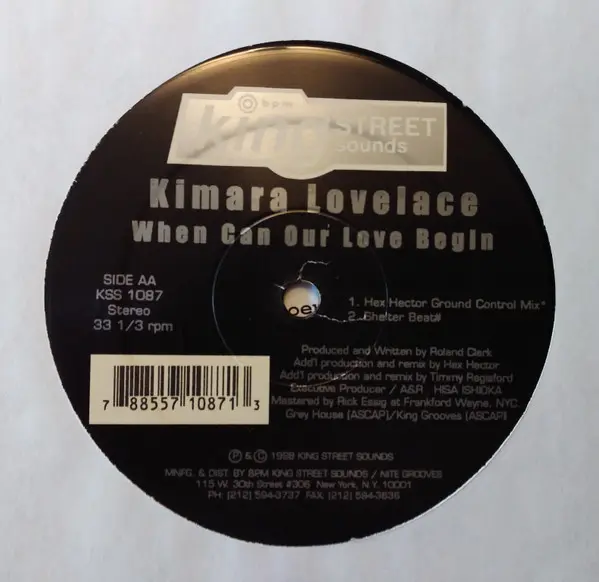 bpm
king STREET
sounds
Kimara Lovelace
When Can Our Love Begin
SIDE AA
KSS 1087
Stereo
33 1/3 rpm
1. Hex Hector Ground Control Mix*
2. Shelter Beat#
Produced and Written by Roland Clark
Add'l production and remix by Hex Hector
Add'l production and remix by Timmy Regisford
Executive Producer / A&R HISA ISHIOKA
Mastered by Rick Essig at Frankford Wayne, NYC.
Grey House (ASCAP)/King Grooves (ASCAP)
7 88557 10871 3
℗ & © 1998 KING STREET SOUNDS
MNFG. & DIST. BY BPM KING STREET SOUNDS / NITE GROOVES
115 W. 30th Street #306 New York, N.Y. 10001
PH: (212) 594-3737 FAX. (212) 594-3636